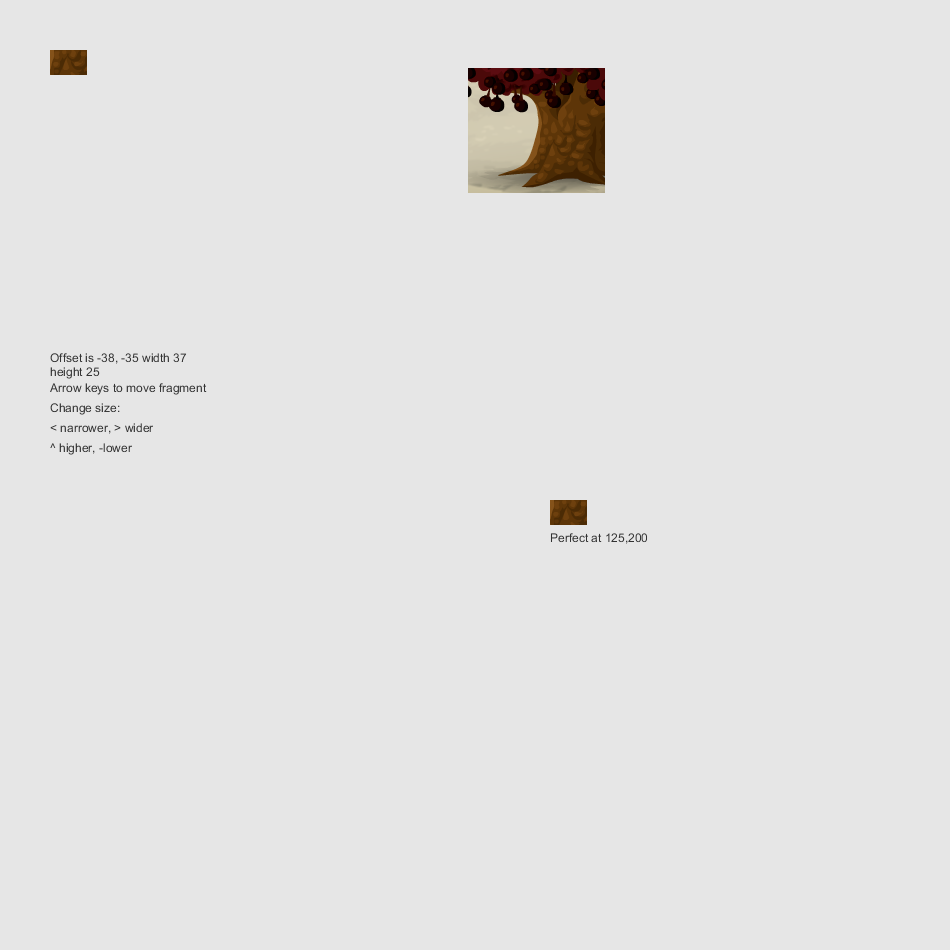 Offset is -38, -35 width 37
height 25
Arrow keys to move fragment
Change size:
< narrower, > wider
^ higher, -lower
Perfect at 125,200